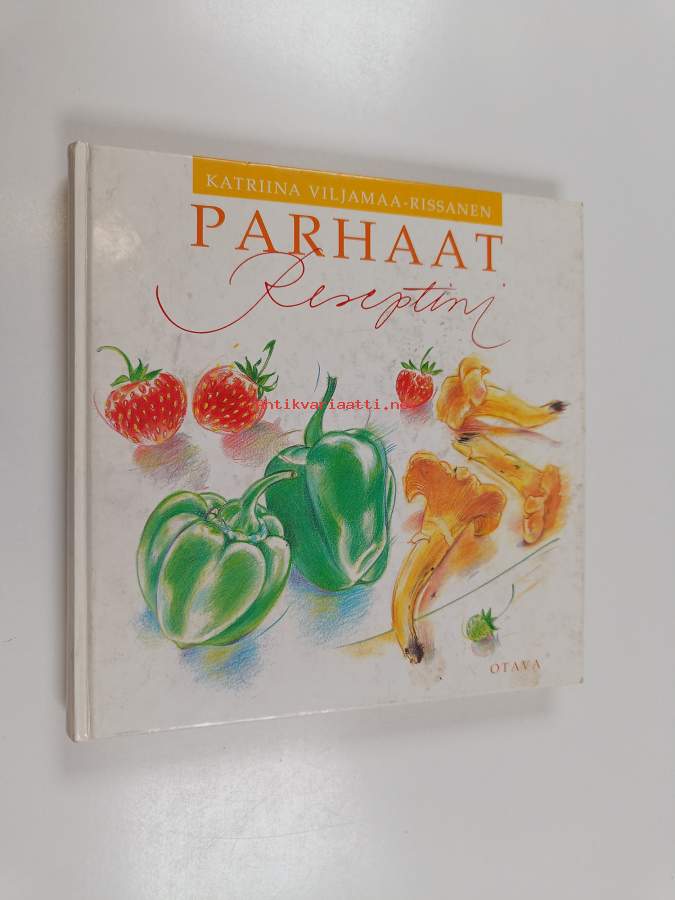 KATRIINA VILJAMAA-RISSANEN
PARHAAT
Reseptini
OTAVA